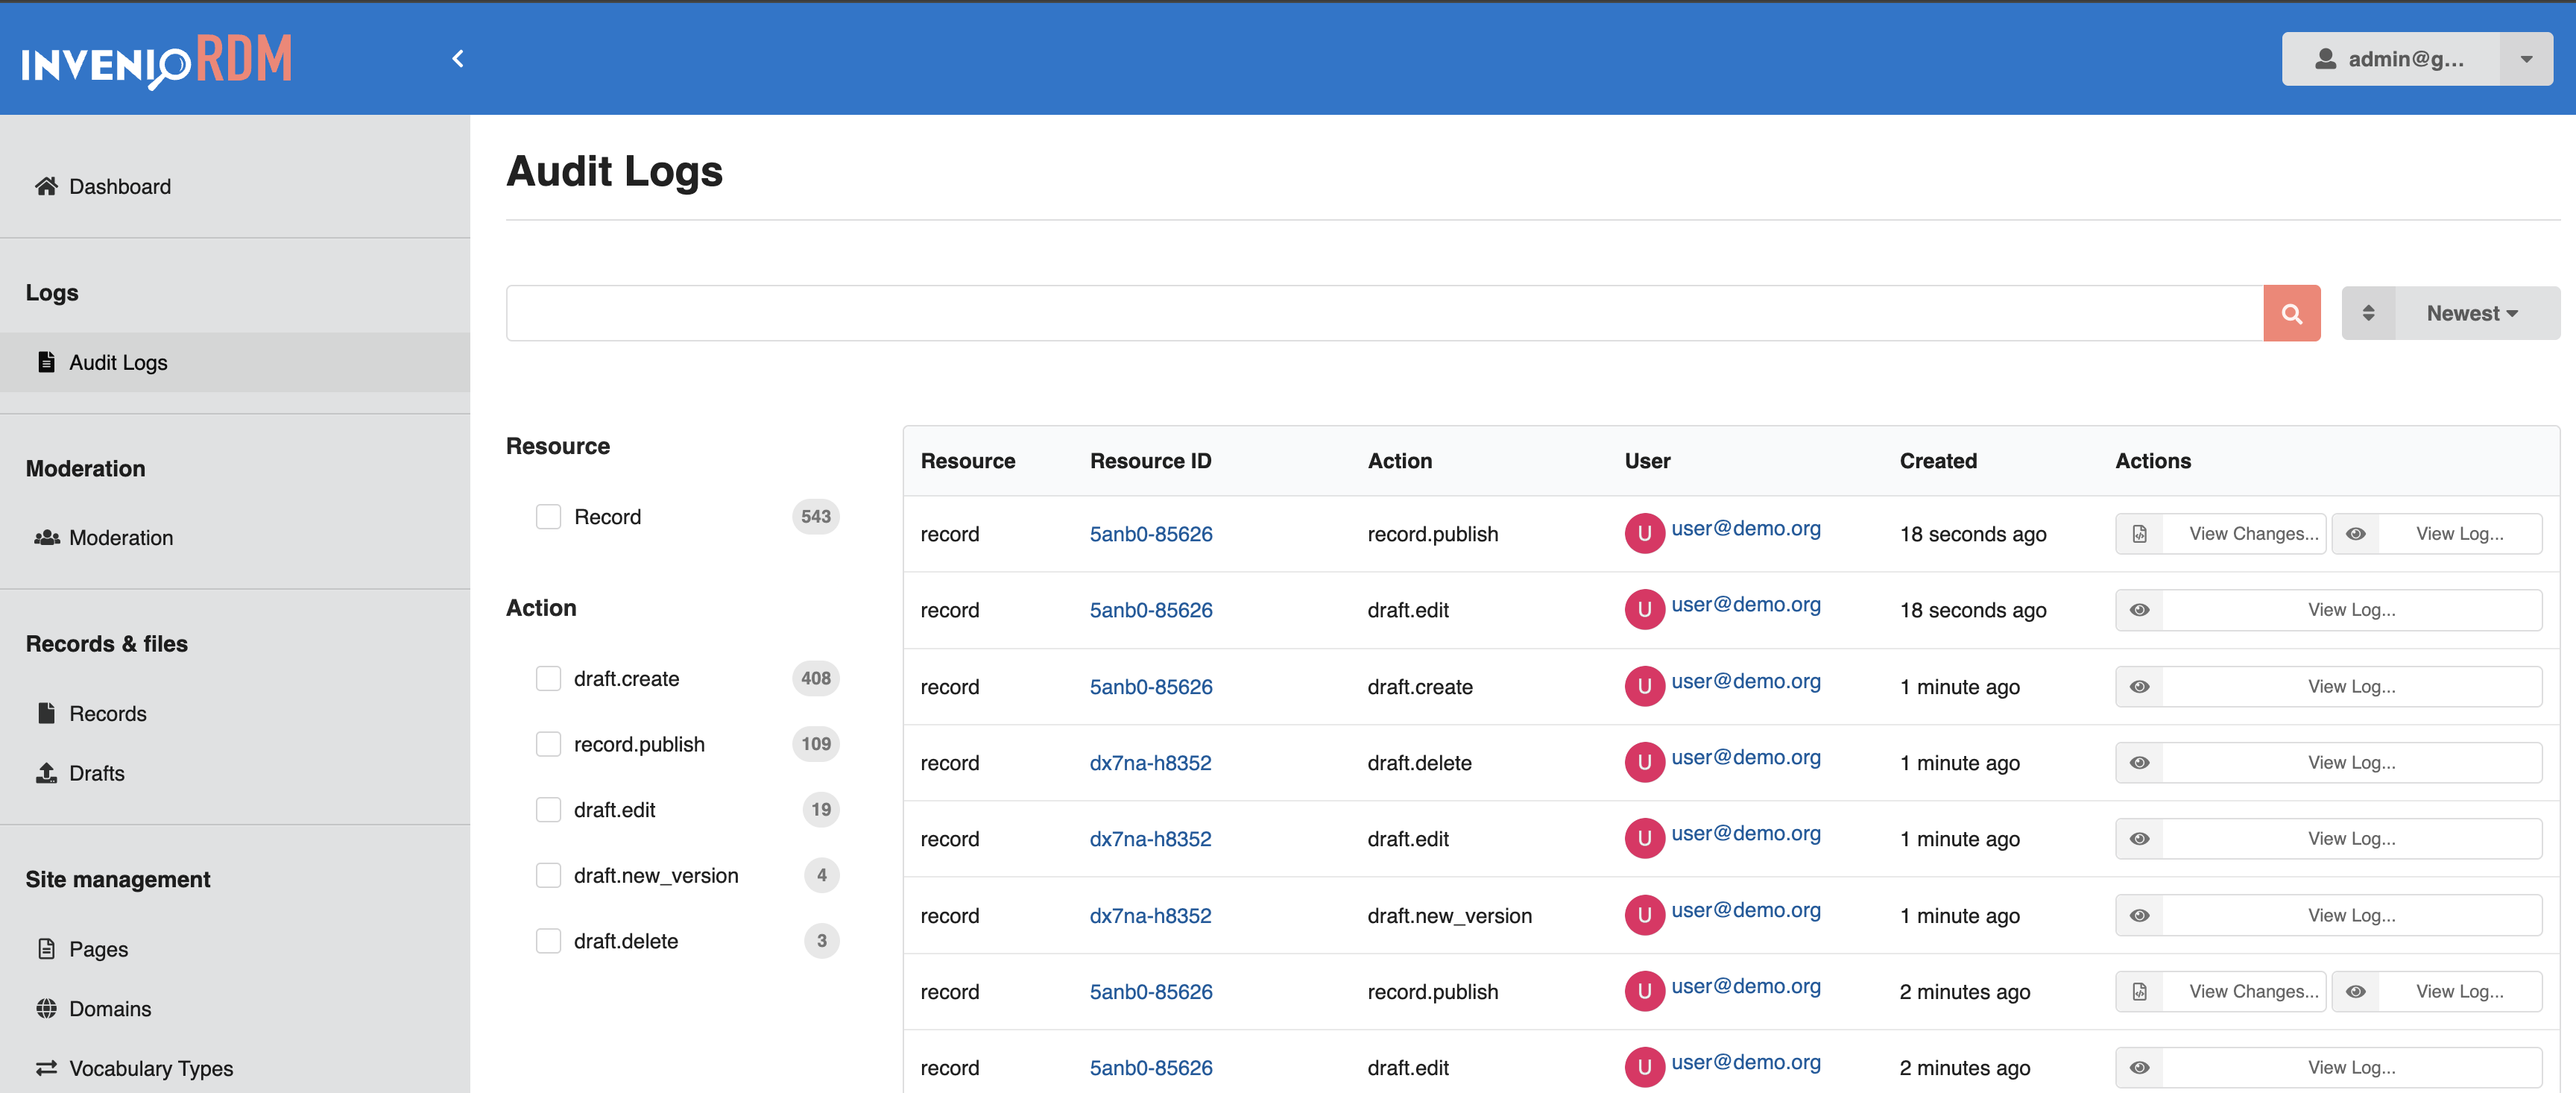 INVENIO RDM
admin@g...
Dashboard
Logs
Audit Logs
Moderation
Moderation
Records & files
Records
Drafts
Site management
Pages
Domains
Vocabulary Types
Audit Logs
Newest
Resource
Record 543
Action
draft.create 408
record.publish 109
draft.edit 19
draft.new_version 4
draft.delete 3
Resource Resource ID Action User Created Actions
record 5anb0-85626 record.publish U user@demo.org 18 seconds ago View Changes... View Log...
record 5anb0-85626 draft.edit U user@demo.org 18 seconds ago View Log...
record 5anb0-85626 draft.create U user@demo.org 1 minute ago View Log...
record dx7na-h8352 draft.delete U user@demo.org 1 minute ago View Log...
record dx7na-h8352 draft.edit U user@demo.org 1 minute ago View Log...
record dx7na-h8352 draft.new_version U user@demo.org 1 minute ago View Log...
record 5anb0-85626 record.publish U user@demo.org 2 minutes ago View Changes... View Log...
record 5anb0-85626 draft.edit U user@demo.org 2 minutes ago View Log...